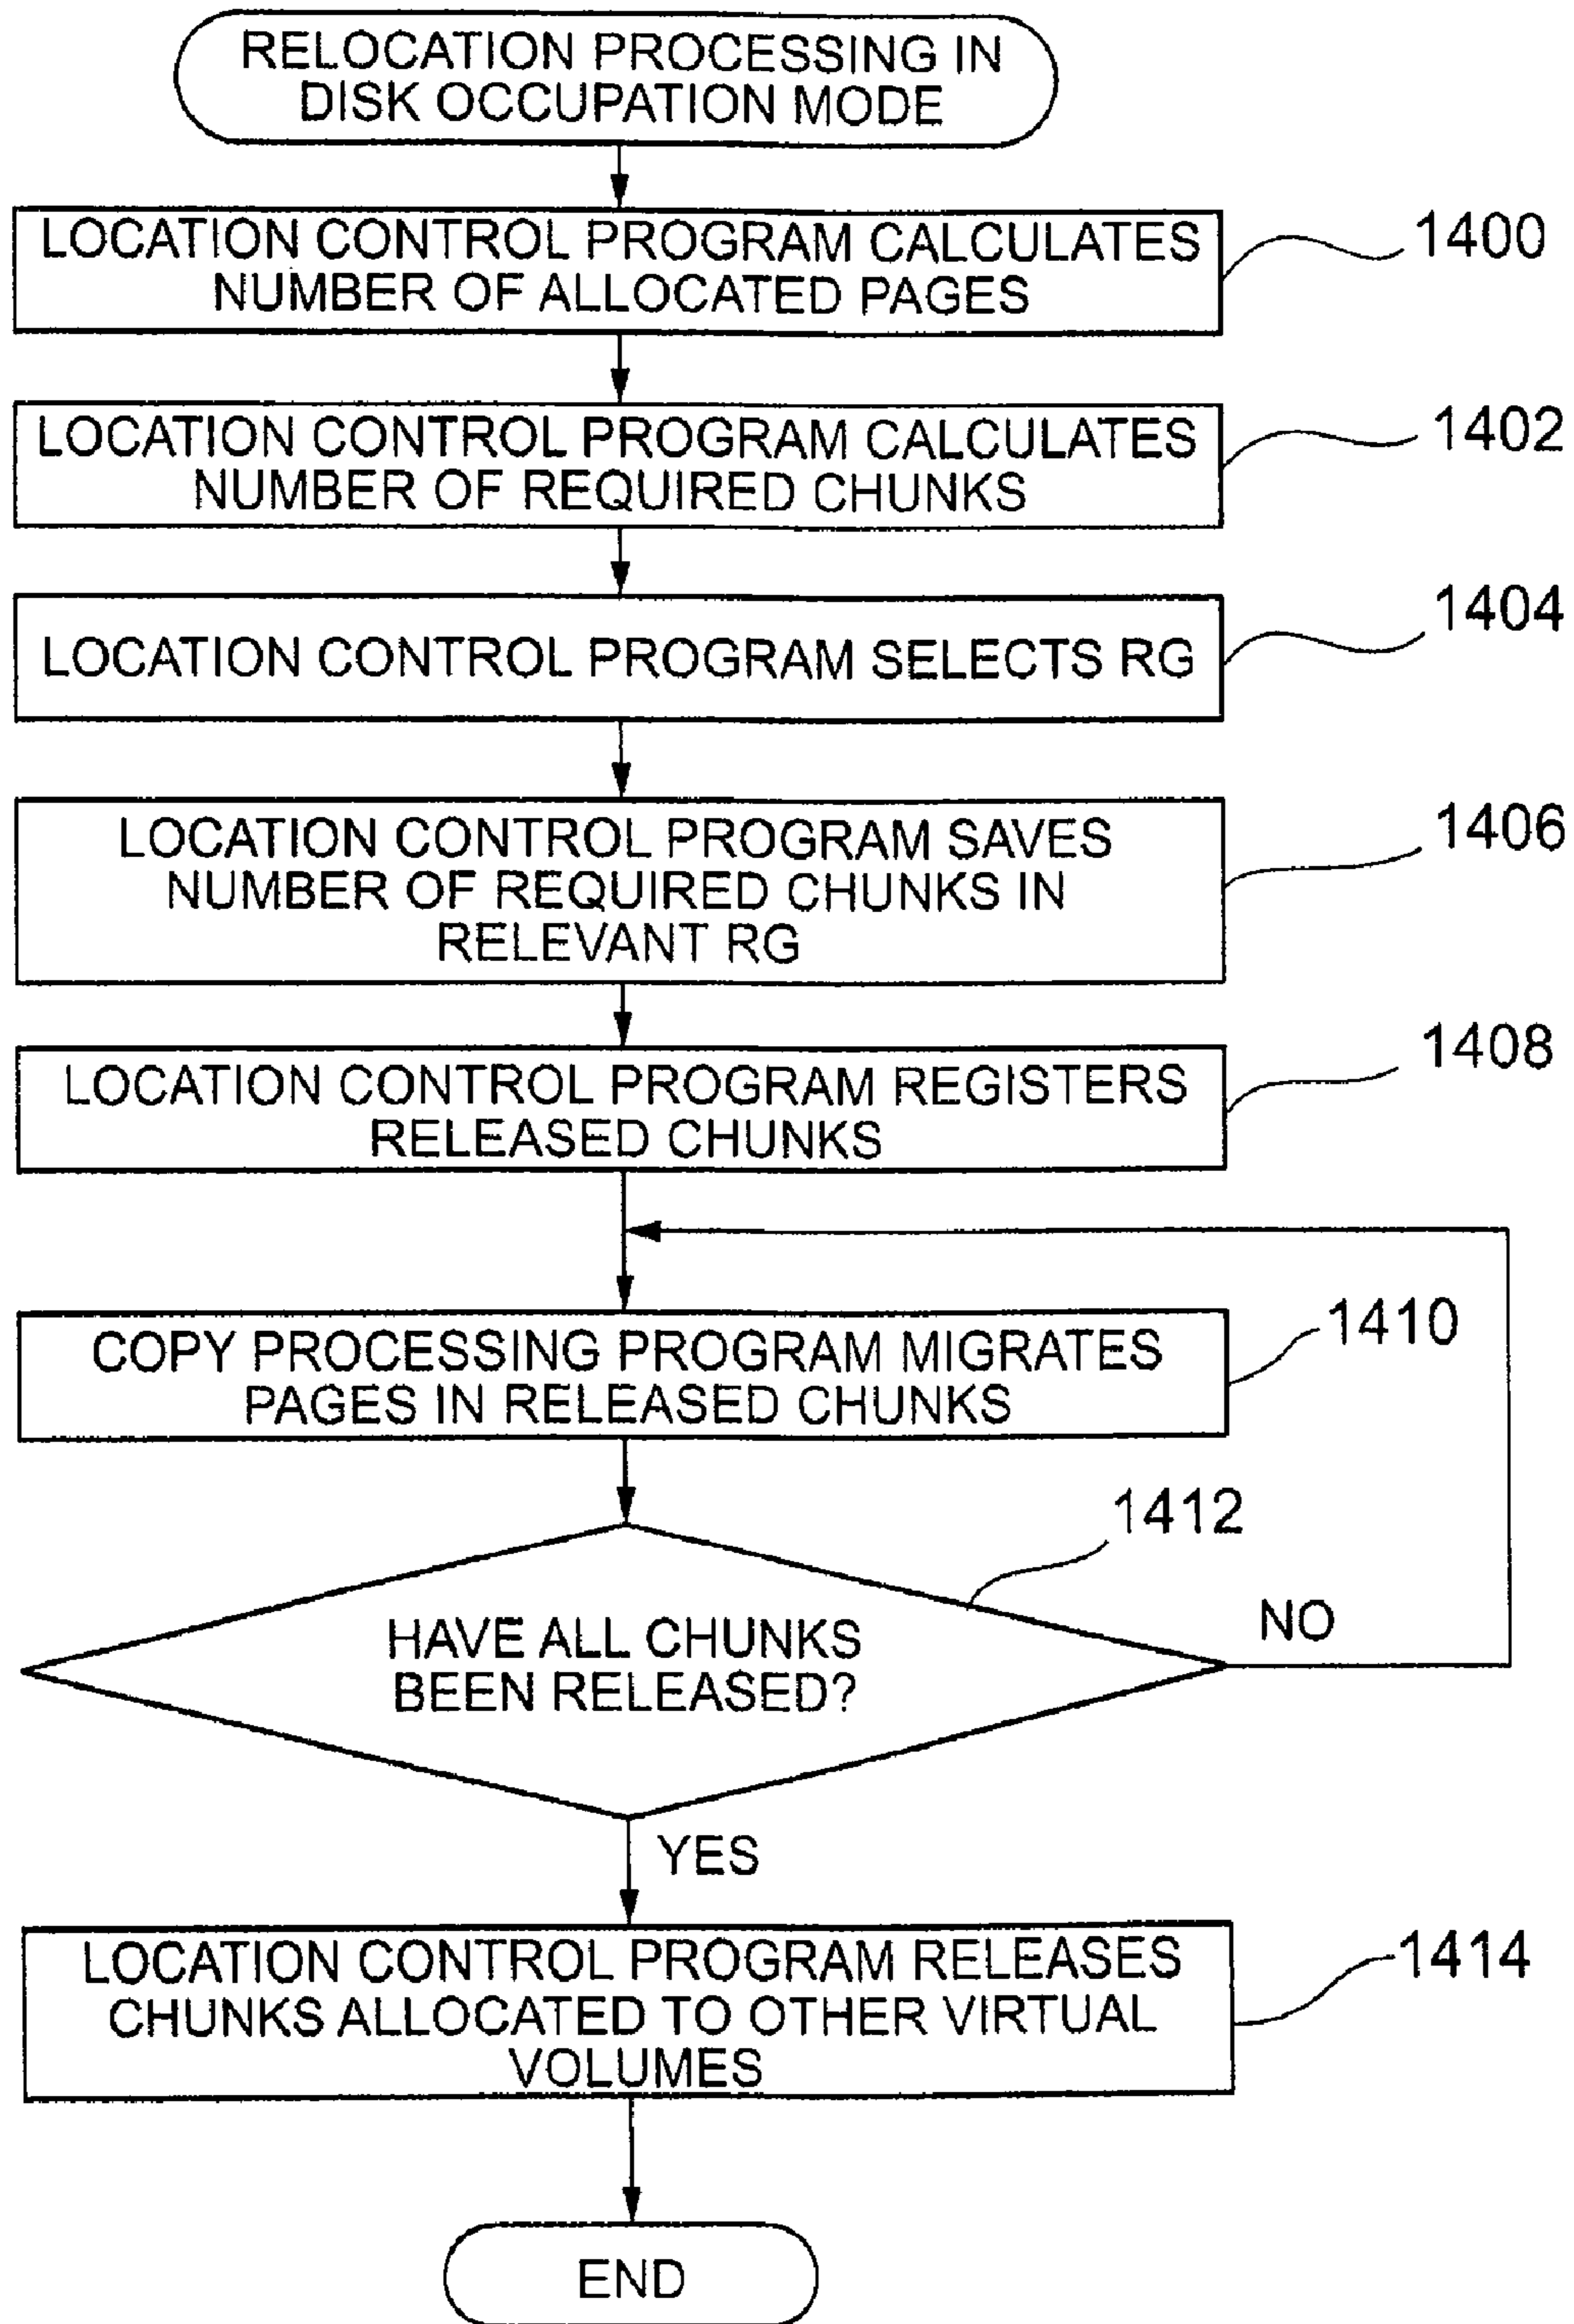 RELOCATION PROCESSING IN
DISK OCCUPATION MODE
LOCATION CONTROL PROGRAM CALCULATES
NUMBER OF ALLOCATED PAGES
1400
LOCATION CONTROL PROGRAM CALCULATES
NUMBER OF REQUIRED CHUNKS
1402
LOCATION CONTROL PROGRAM SELECTS RG
1404
LOCATION CONTROL PROGRAM SAVES
NUMBER OF REQUIRED CHUNKS IN
RELEVANT RG
1406
LOCATION CONTROL PROGRAM REGISTERS
RELEASED CHUNKS
1408
COPY PROCESSING PROGRAM MIGRATES
PAGES IN RELEASED CHUNKS
1410
HAVE ALL CHUNKS
BEEN RELEASED?
1412
NO
YES
LOCATION CONTROL PROGRAM RELEASES
CHUNKS ALLOCATED TO OTHER VIRTUAL
VOLUMES
1414
END